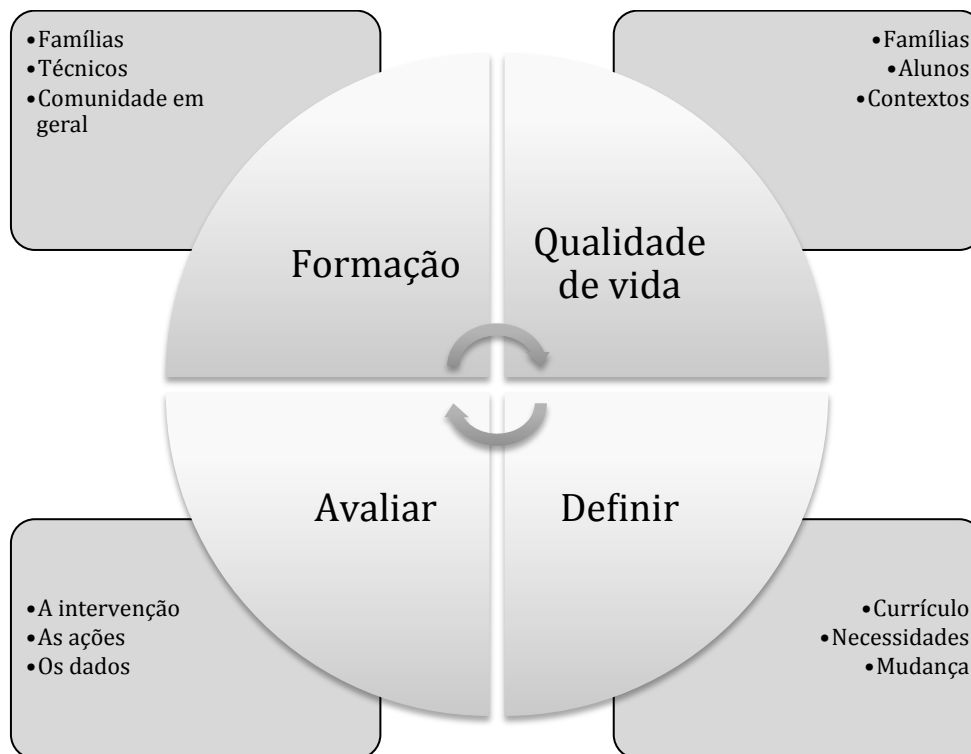 •Famílias
•Técnicos
•Comunidade em
geral
•Famílias
•Alunos
•Contextos
Formação
Qualidade
de vida
Avaliar
Definir
•A intervenção
•As ações
•Os dados
•Currículo
•Necessidades
•Mudança